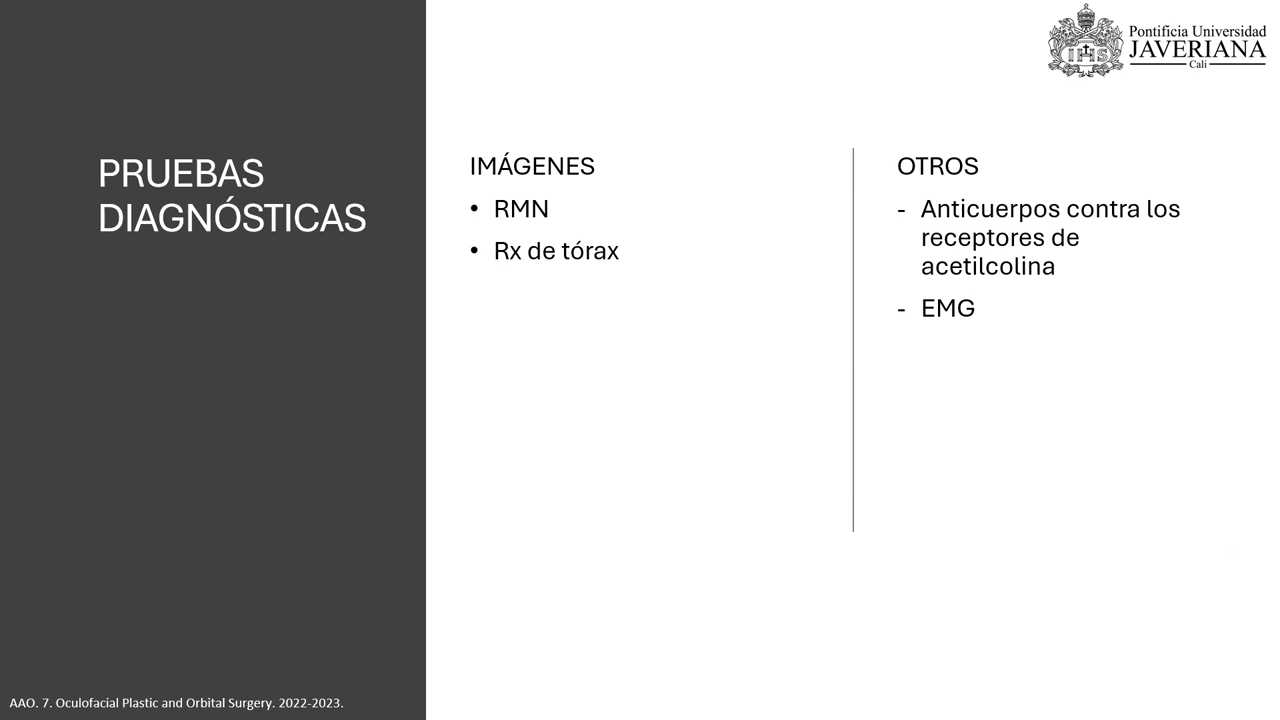 Pontificia Universidad
JAVERIANA
Cali
IHS
PRUEBAS
DIAGNÓSTICAS
IMÁGENES
• RMN
• Rx de tórax
OTROS
- Anticuerpos contra los
receptores de
acetilcolina
- EMG
AAO. 7. Oculofacial Plastic and Orbital Surgery. 2022-2023.